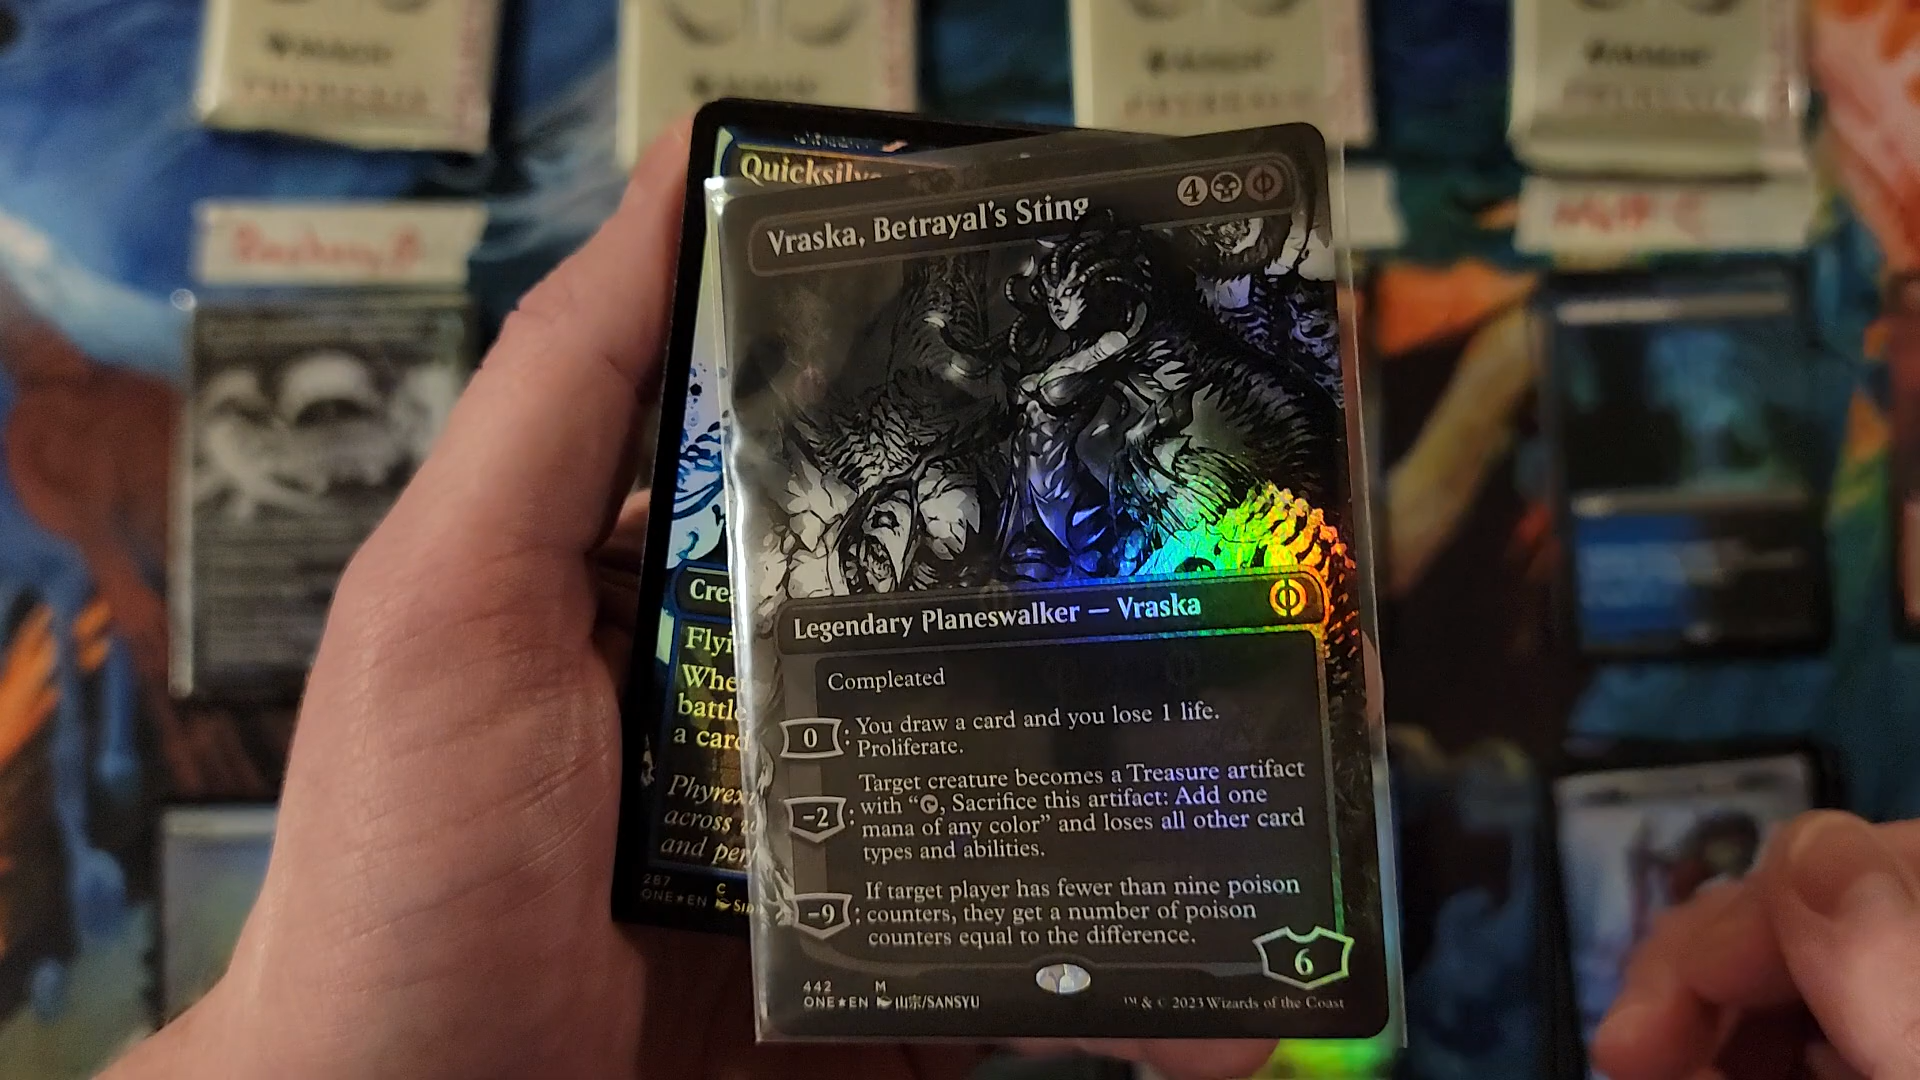 Quicksilv
Vraska, Betrayal's Sting
4
Crea
Legendary Planeswalker — Vraska
Flyi
Whe
battle
a card
Compleated
0 : You draw a card and you lose 1 life.
Proliferate.
Target creature becomes a Treasure artifact
-2 : with “ , Sacrifice this artifact: Add one
mana of any color” and loses all other card
types and abilities.
Phyrex
across
and per
If target player has fewer than nine poison
-9 : counters, they get a number of poison
counters equal to the difference.
6
287 C
ONE★EN SID
442 M
ONE★EN 山宗/SANSYU
™ & © 2023 Wizards of the Coast